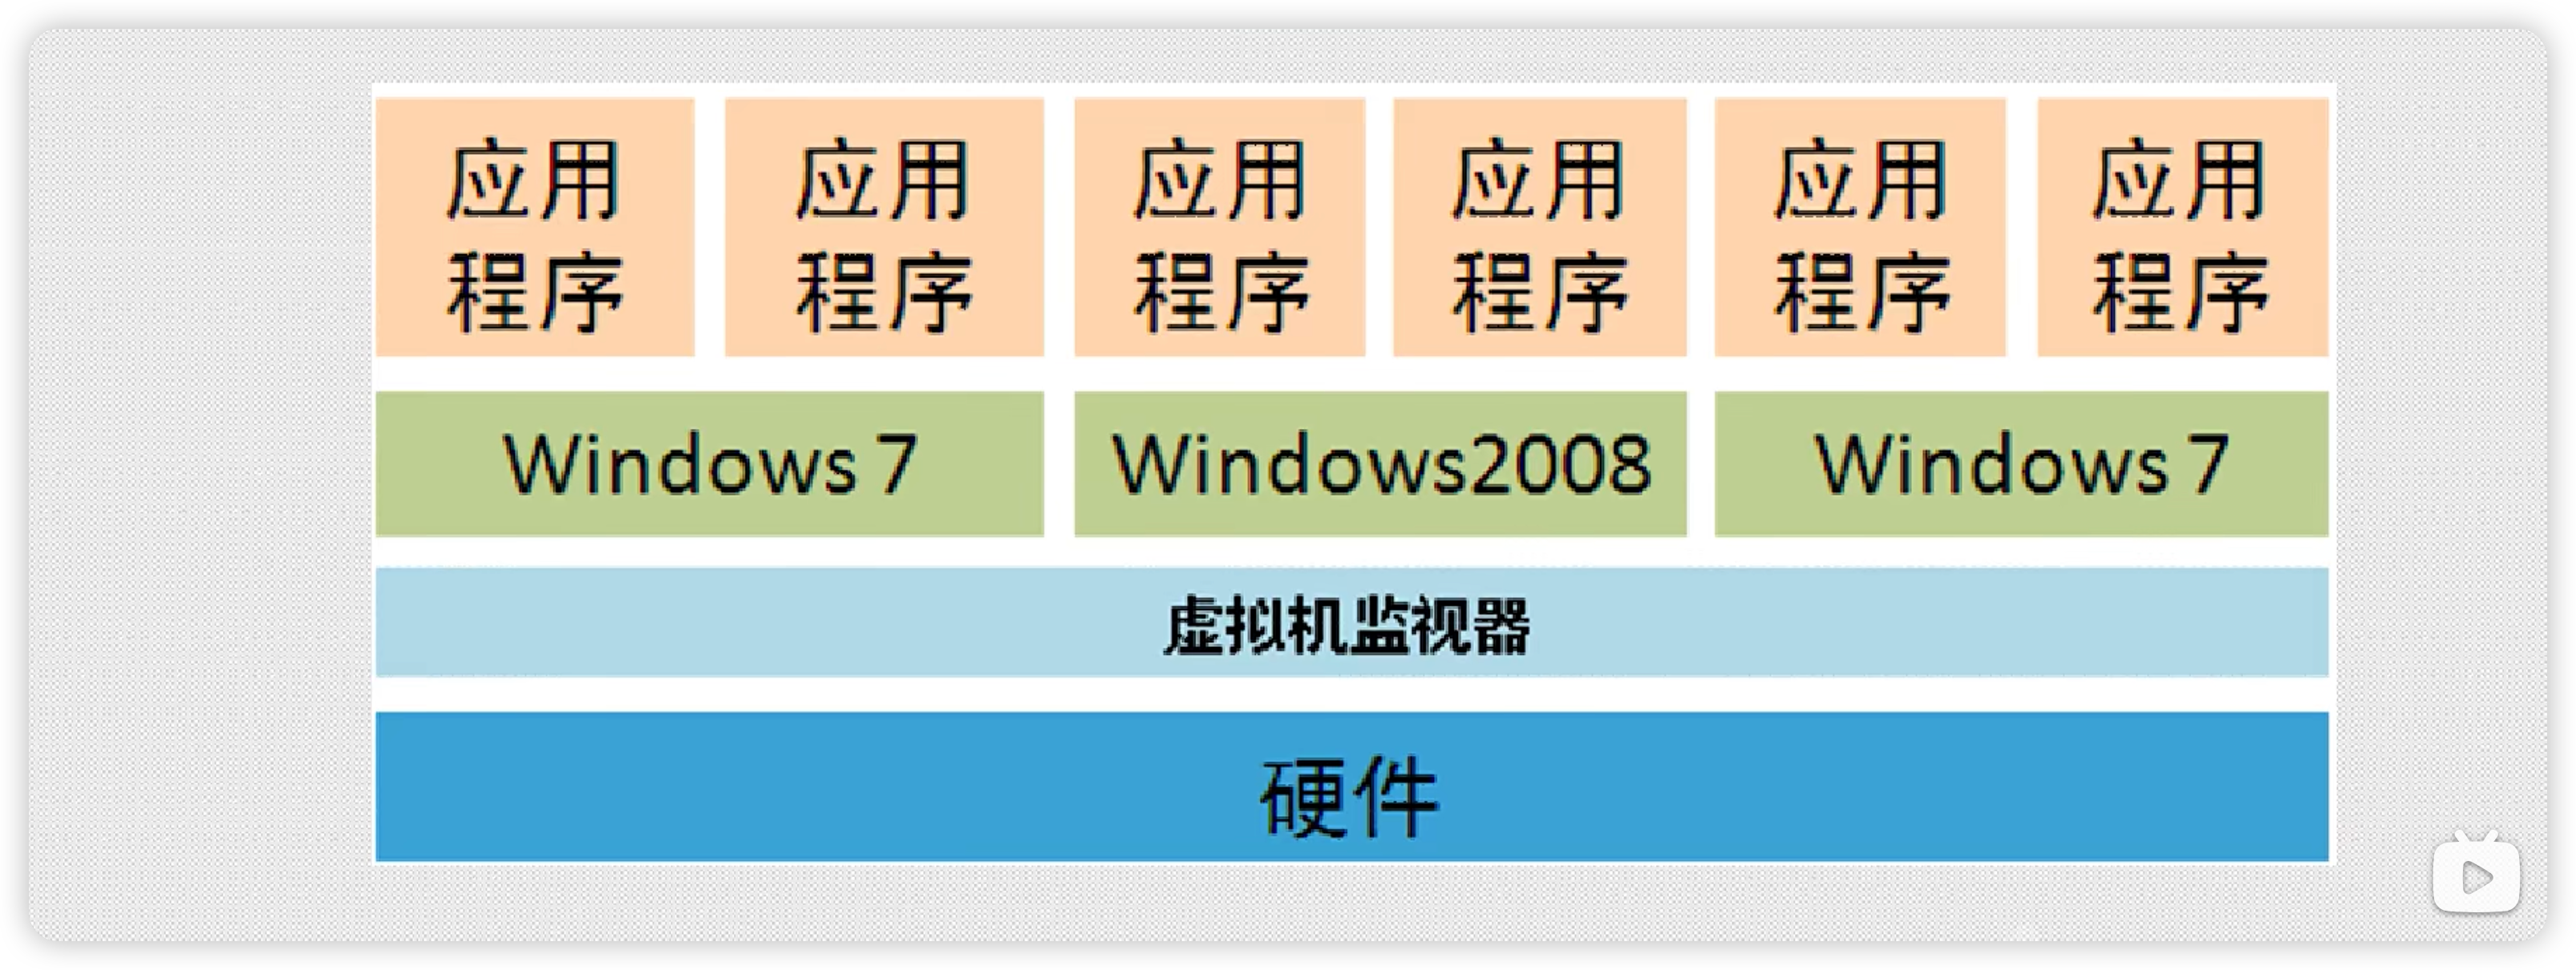 应用 应用 应用 应用 应用 应用
程序 程序 程序 程序 程序 程序
Windows 7 Windows2008 Windows 7
虚拟机监视器
硬件